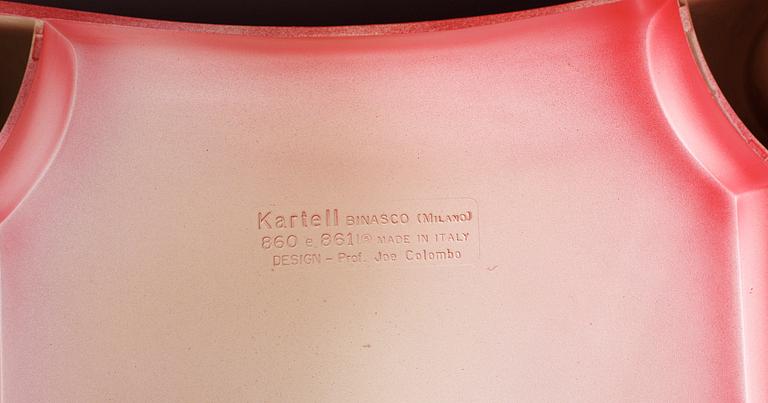 Kartell BINASCO (MILANO)
860 e 861 ® MADE IN ITALY
DESIGN - Prof. Joe Colombo